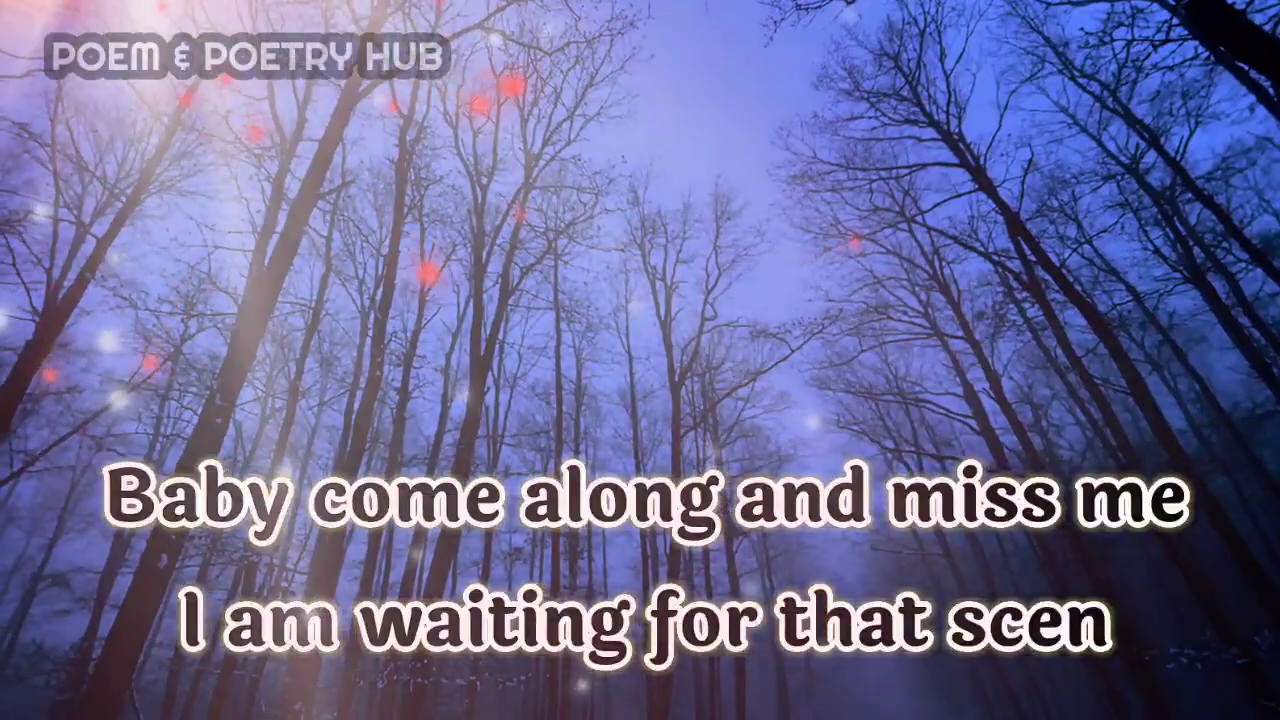 POEM & POETRY HUB
Baby come along and miss me
I am waiting for that scen